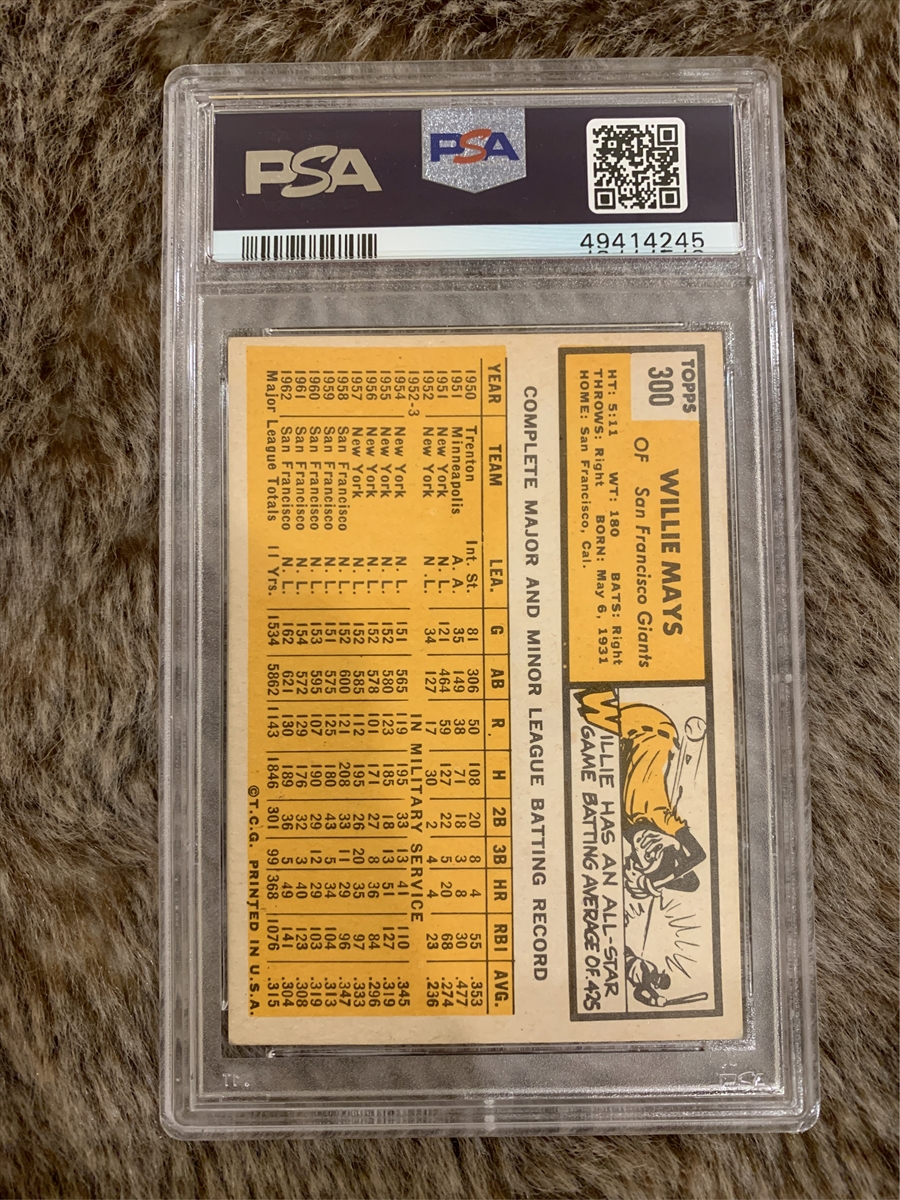 PSA
PSA
49414245
TOPPS
300
WILLIE MAYS
OF San Francisco Giants
HT: 5:11 WT: 180 BATS: Right
THROWS: Right BORN: May 6, 1931
HOME: San Francisco, Cal.
WILLIE HAS AN ALL-STAR
GAME BATTING AVERAGE OF .425
COMPLETE MAJOR AND MINOR LEAGUE BATTING RECORD
YEAR TEAM LEA. G AB R. H 2B 3B HR RBI AVG.
1950 Trenton Int. St. 81 306 50 108 20 8 4 55 .353
1951 Minneapolis A. A. 35 149 38 71 18 3 8 30 .477
1951 New York N. L. 121 464 59 127 22 5 20 68 .274
1952 New York N. L. 34 127 17 30 2 4 4 23 .236
1952-3 IN MILITARY SERVICE
1954 New York N. L. 151 565 119 195 33 13 41 110 .345
1955 New York N. L. 152 580 123 185 18 13 51 127 .319
1956 New York N. L. 152 578 101 171 27 8 36 84 .296
1957 New York N. L. 152 585 112 195 26 20 35 97 .333
1958 San Francisco N. L. 152 600 121 208 33 11 29 96 .347
1959 San Francisco N. L. 151 575 125 180 43 5 34 104 .313
1960 San Francisco N. L. 153 595 107 190 29 12 29 103 .319
1961 San Francisco N. L. 154 572 129 176 32 3 40 123 .308
1962 San Francisco N. L. 162 621 130 189 36 5 49 141 .304
Major League Totals 11 Yrs. 1534 5862 1143 1846 301 99 368 1076 .315
©T.C.G. PRINTED IN U.S.A.